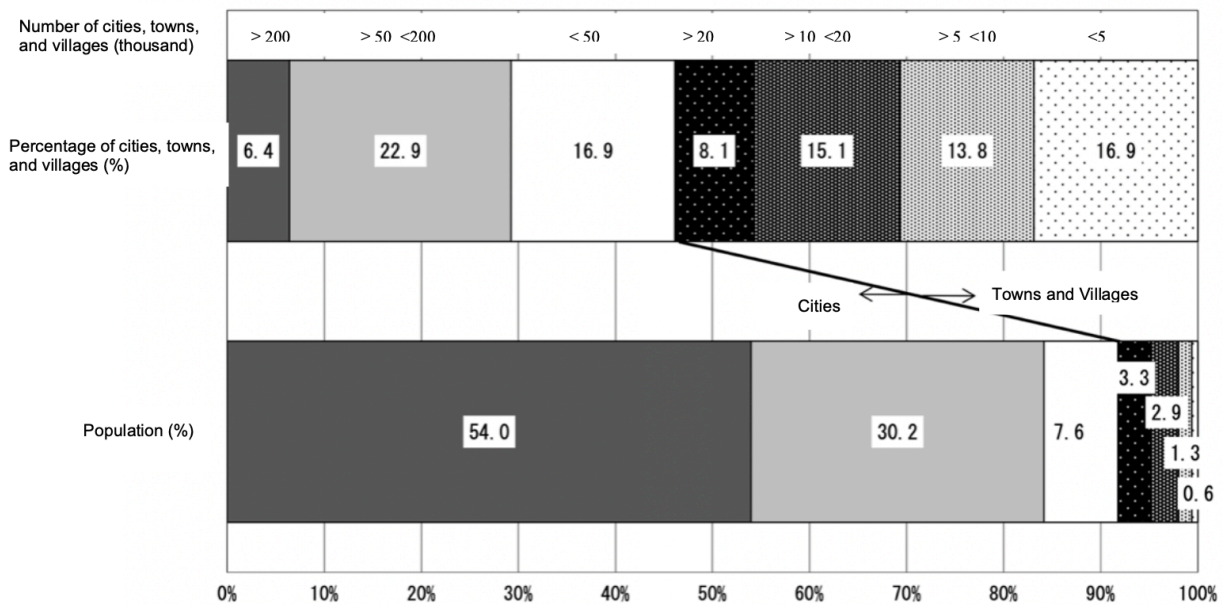 Number of cities, towns,
and villages (thousand)
> 200 > 50 <200 < 50 > 20 > 10 <20 > 5 <10 <5
Percentage of cities, towns,
and villages (%)
6.4 22.9 16.9 8.1 15.1 13.8 16.9
Cities
Towns and Villages
Population (%)
54.0 30.2 7.6 3.3
2.9
1.3
0.6
0% 10% 20% 30% 40% 50% 60% 70% 80% 90% 100%